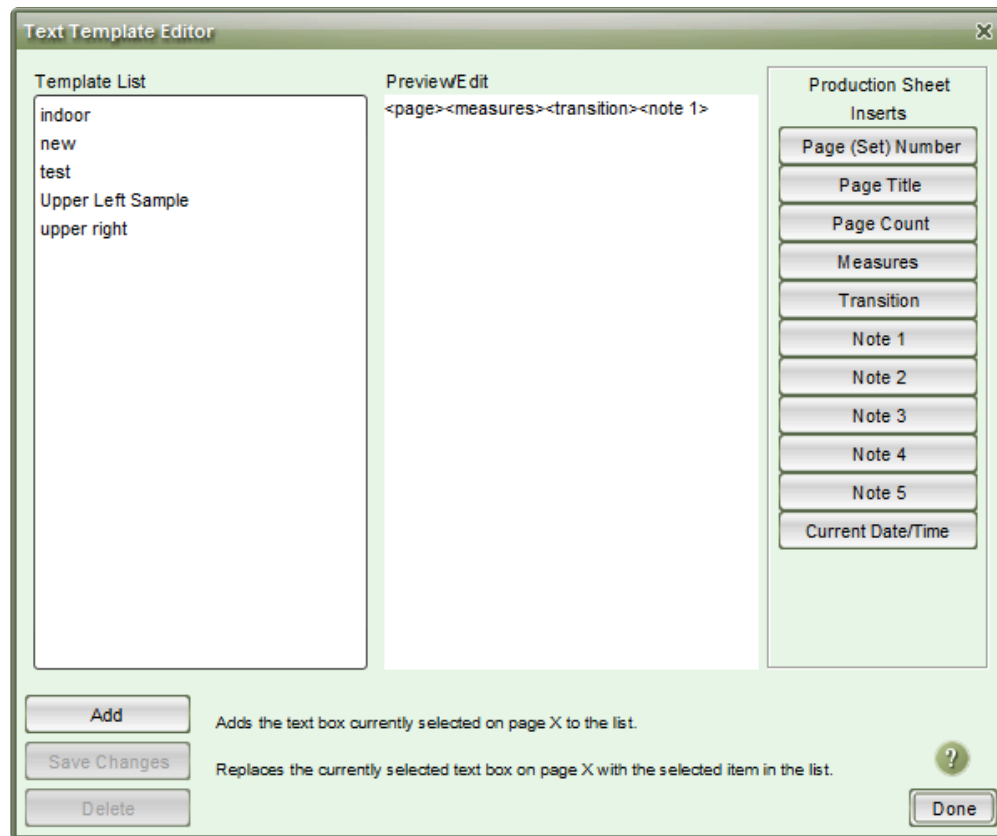 Text Template Editor
Template List
indoor
new
test
Upper Left Sample
upper right
Preview/Edit
<page><measures><transition><note 1>
Production Sheet
Inserts
Page (Set) Number
Page Title
Page Count
Measures
Transition
Note 1
Note 2
Note 3
Note 4
Note 5
Current Date/Time
Add
Adds the text box currently selected on page X to the list.
Save Changes
Replaces the currently selected text box on page X with the selected item in the list.
?
Delete
Done